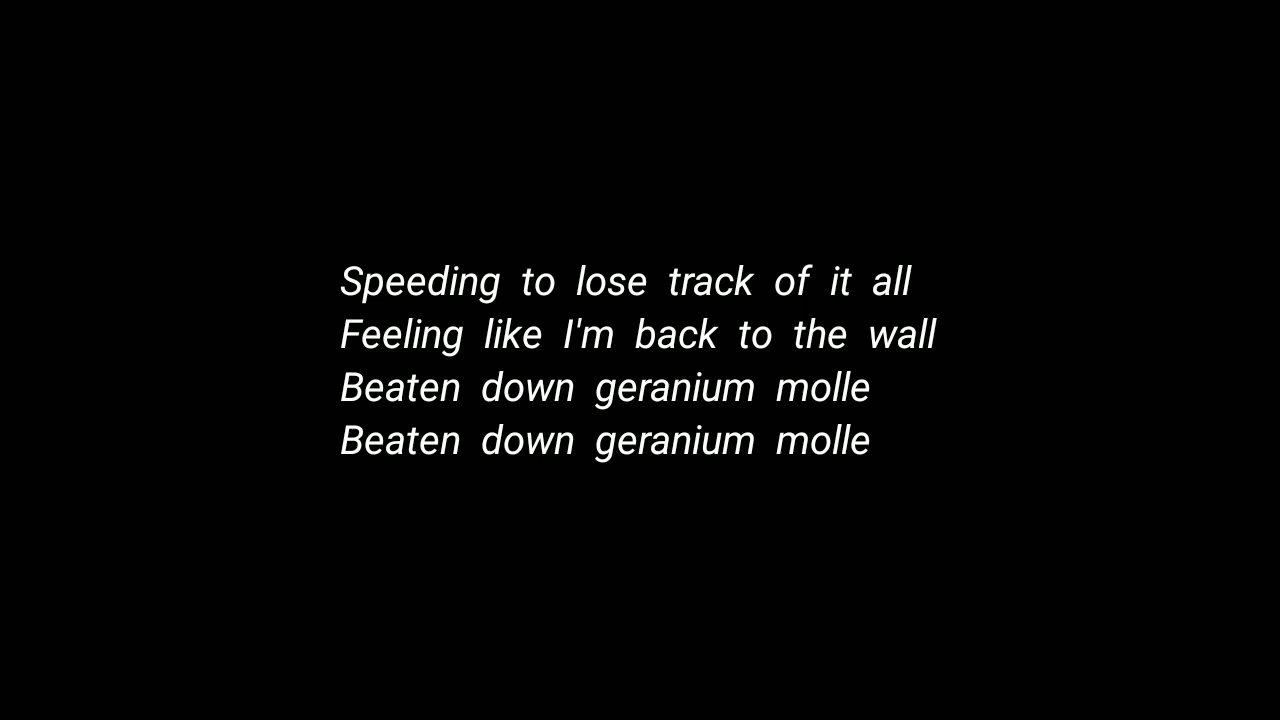 Speeding to lose track of it all
Feeling like I'm back to the wall
Beaten down geranium molle
Beaten down geranium molle